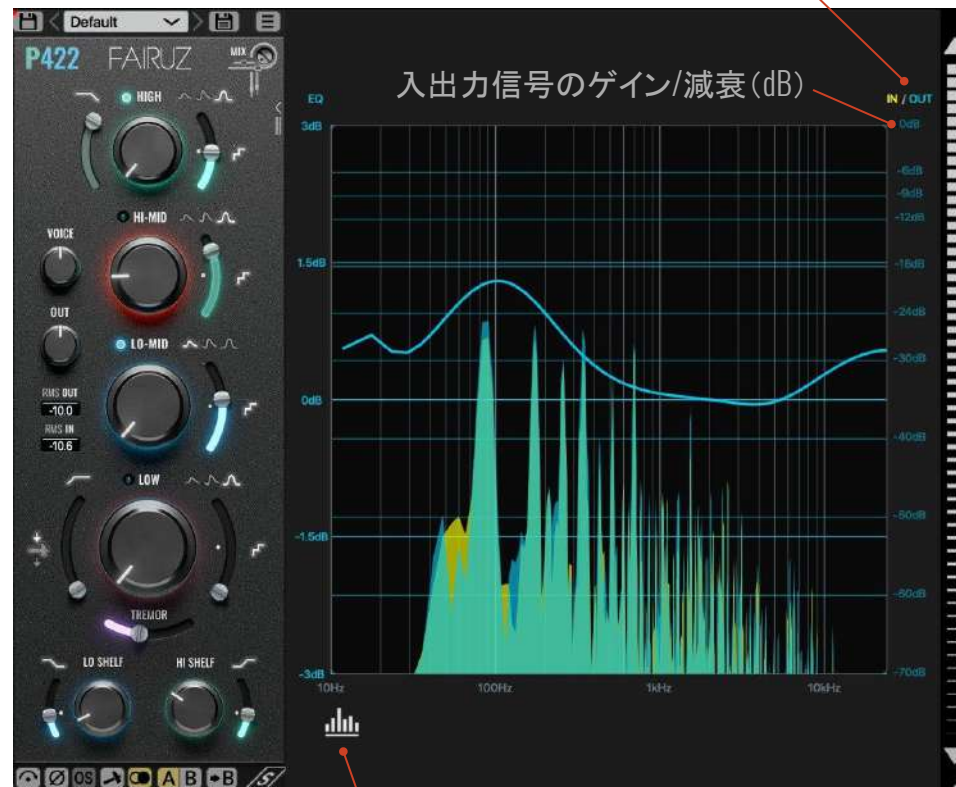 Default
P422 FAIRUZ MIX
HIGH
HI-MID
VOICE
OUT
LO-MID
RMS OUT
-10.0
RMS IN
-10.6
LOW
TREMOR
LO SHELF
HI SHELF
OS A B B S
入出力信号のゲイン/減衰(dB)
EQ
IN / OUT
3dB
0dB
-6dB
-9dB
-12dB
1.5dB
-18dB
-24dB
-30dB
0dB
-40dB
-50dB
-1.5dB
-60dB
-3dB
-70dB
10Hz
100Hz
1kHz
10kHz